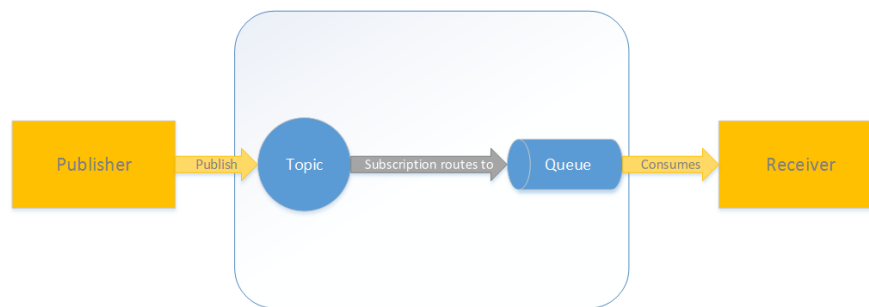 Publisher
Publish
Topic
Subscription routes to
Queue
Consumes
Receiver